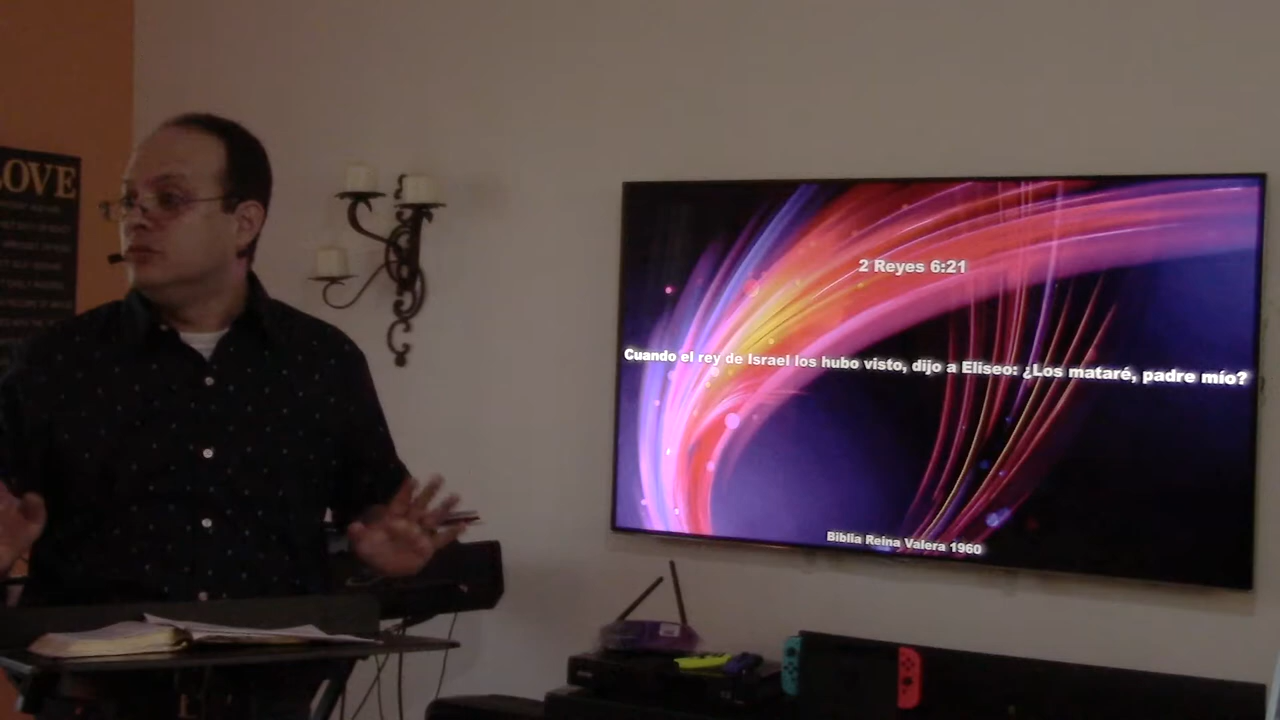 LOVE
2 Reyes 6:21
Cuando el rey de Israel los hubo visto, dijo a Eliseo: ¿Los mataré, padre mío?
Biblia Reina Valera 1960